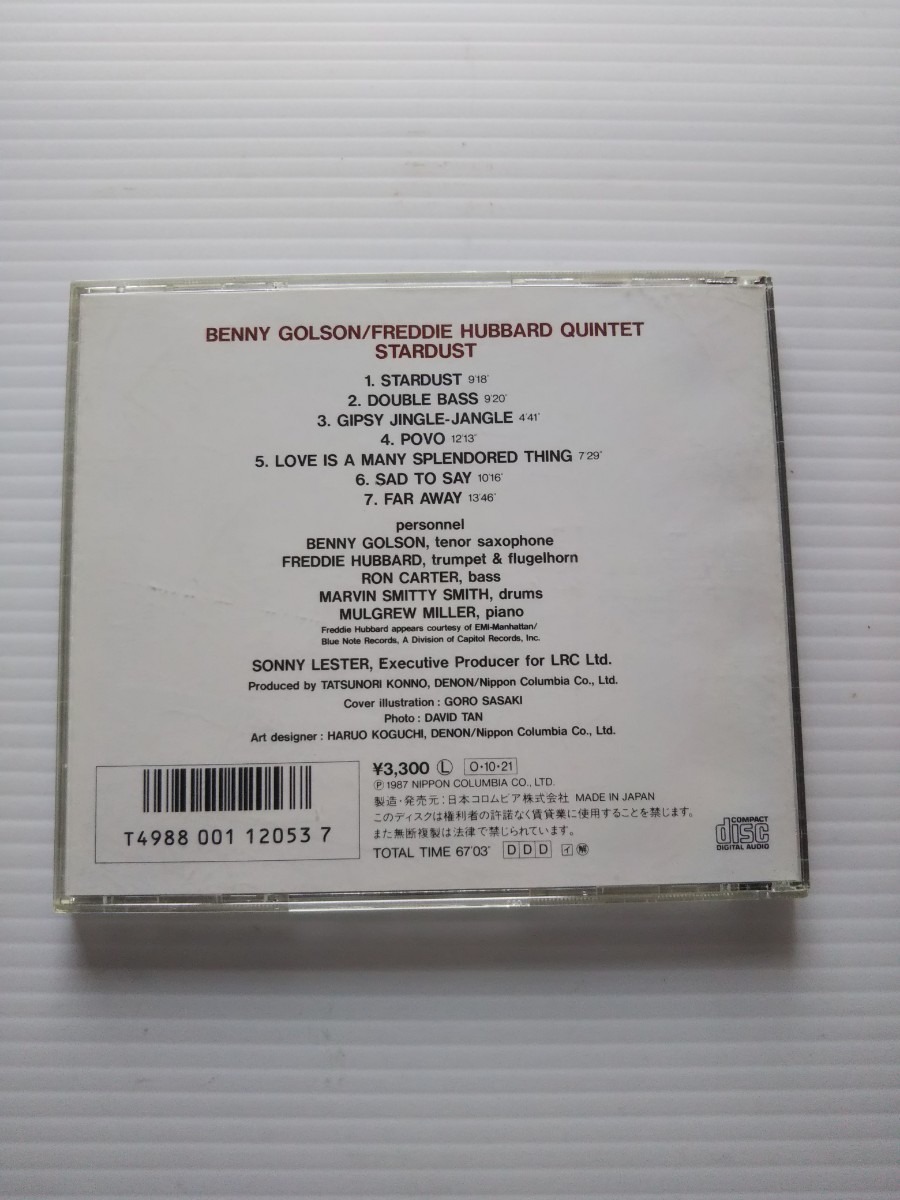 BENNY GOLSON/FREDDIE HUBBARD QUINTET
STARDUST
1. STARDUST 9'18"
2. DOUBLE BASS 9'20"
3. GIPSY JINGLE-JANGLE 4'41"
4. POVO 12'13"
5. LOVE IS A MANY SPLENDORED THING 7'29"
6. SAD TO SAY 10'16"
7. FAR AWAY 13'46"
personnel
BENNY GOLSON, tenor saxophone
FREDDIE HUBBARD, trumpet & flugelhorn
RON CARTER, bass
MARVIN SMITTY SMITH, drums
MULGREW MILLER, piano
Freddie Hubbard appears courtesy of EMI-Manhattan/
Blue Note Records, A Division of Capitol Records, Inc.
SONNY LESTER, Executive Producer for LRC Ltd.
Produced by TATSUNORI KONNO, DENON/Nippon Columbia Co., Ltd.
Cover illustration : GORO SASAKI
Photo : DAVID TAN
Art designer : HARUO KOGUCHI, DENON/Nippon Columbia Co., Ltd.
T4988 001 12053 7
¥3,300 Ⓛ O・10・21
Ⓟ 1987 NIPPON COLUMBIA CO., LTD.
製造・発売元：日本コロムビア株式会社 MADE IN JAPAN
このディスクは権利者の許諾なく賃貸業に使用することを禁じます。
また無断複製は法律で禁じられています。
TOTAL TIME 67'03" D D D イ
COMPACT
disc
DIGITAL AUDIO